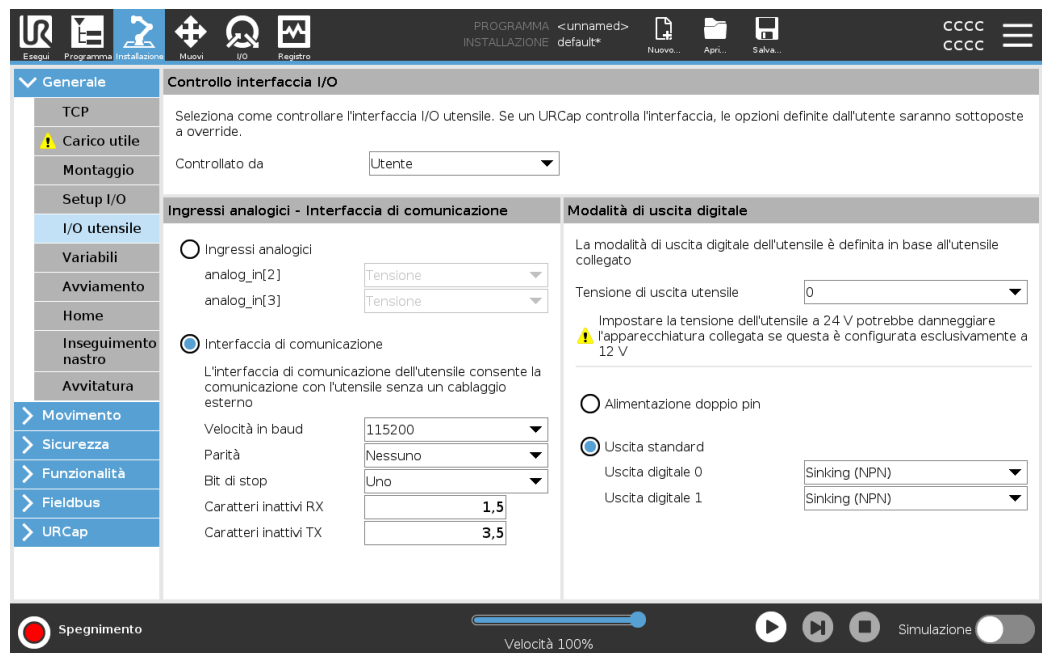 UR
Esegui
Programma
Installazione
Muovi
I/O
Registro
PROGRAMMA <unnamed>
INSTALLAZIONE default*
Nuovo...
Apri...
Salva...
CCCC
CCCC
Generale
TCP
Carico utile
Montaggio
Setup I/O
I/O utensile
Variabili
Avviamento
Home
Inseguimento
nastro
Avvitatura
Movimento
Sicurezza
Funzionalità
Fieldbus
URCap
Controllo interfaccia I/O
Seleziona come controllare l'interfaccia I/O utensile. Se un URCap controlla l'interfaccia, le opzioni definite dall'utente saranno sottoposte
a override.
Controllato da Utente
Ingressi analogici - Interfaccia di comunicazione
Ingressi analogici
analog_in[2] Tensione
analog_in[3] Tensione
Interfaccia di comunicazione
L'interfaccia di comunicazione dell'utensile consente la
comunicazione con l'utensile senza un cablaggio
esterno
Velocità in baud 115200
Parità Nessuno
Bit di stop Uno
Caratteri inattivi RX 1,5
Caratteri inattivi TX 3,5
Modalità di uscita digitale
La modalità di uscita digitale dell'utensile è definita in base all'utensile
collegato
Tensione di uscita utensile 0
Impostare la tensione dell'utensile a 24 V potrebbe danneggiare
l'apparecchiatura collegata se questa è configurata esclusivamente a
12 V
Alimentazione doppio pin
Uscita standard
Uscita digitale 0 Sinking (NPN)
Uscita digitale 1 Sinking (NPN)
Spegnimento
Velocità 100%
Simulazione